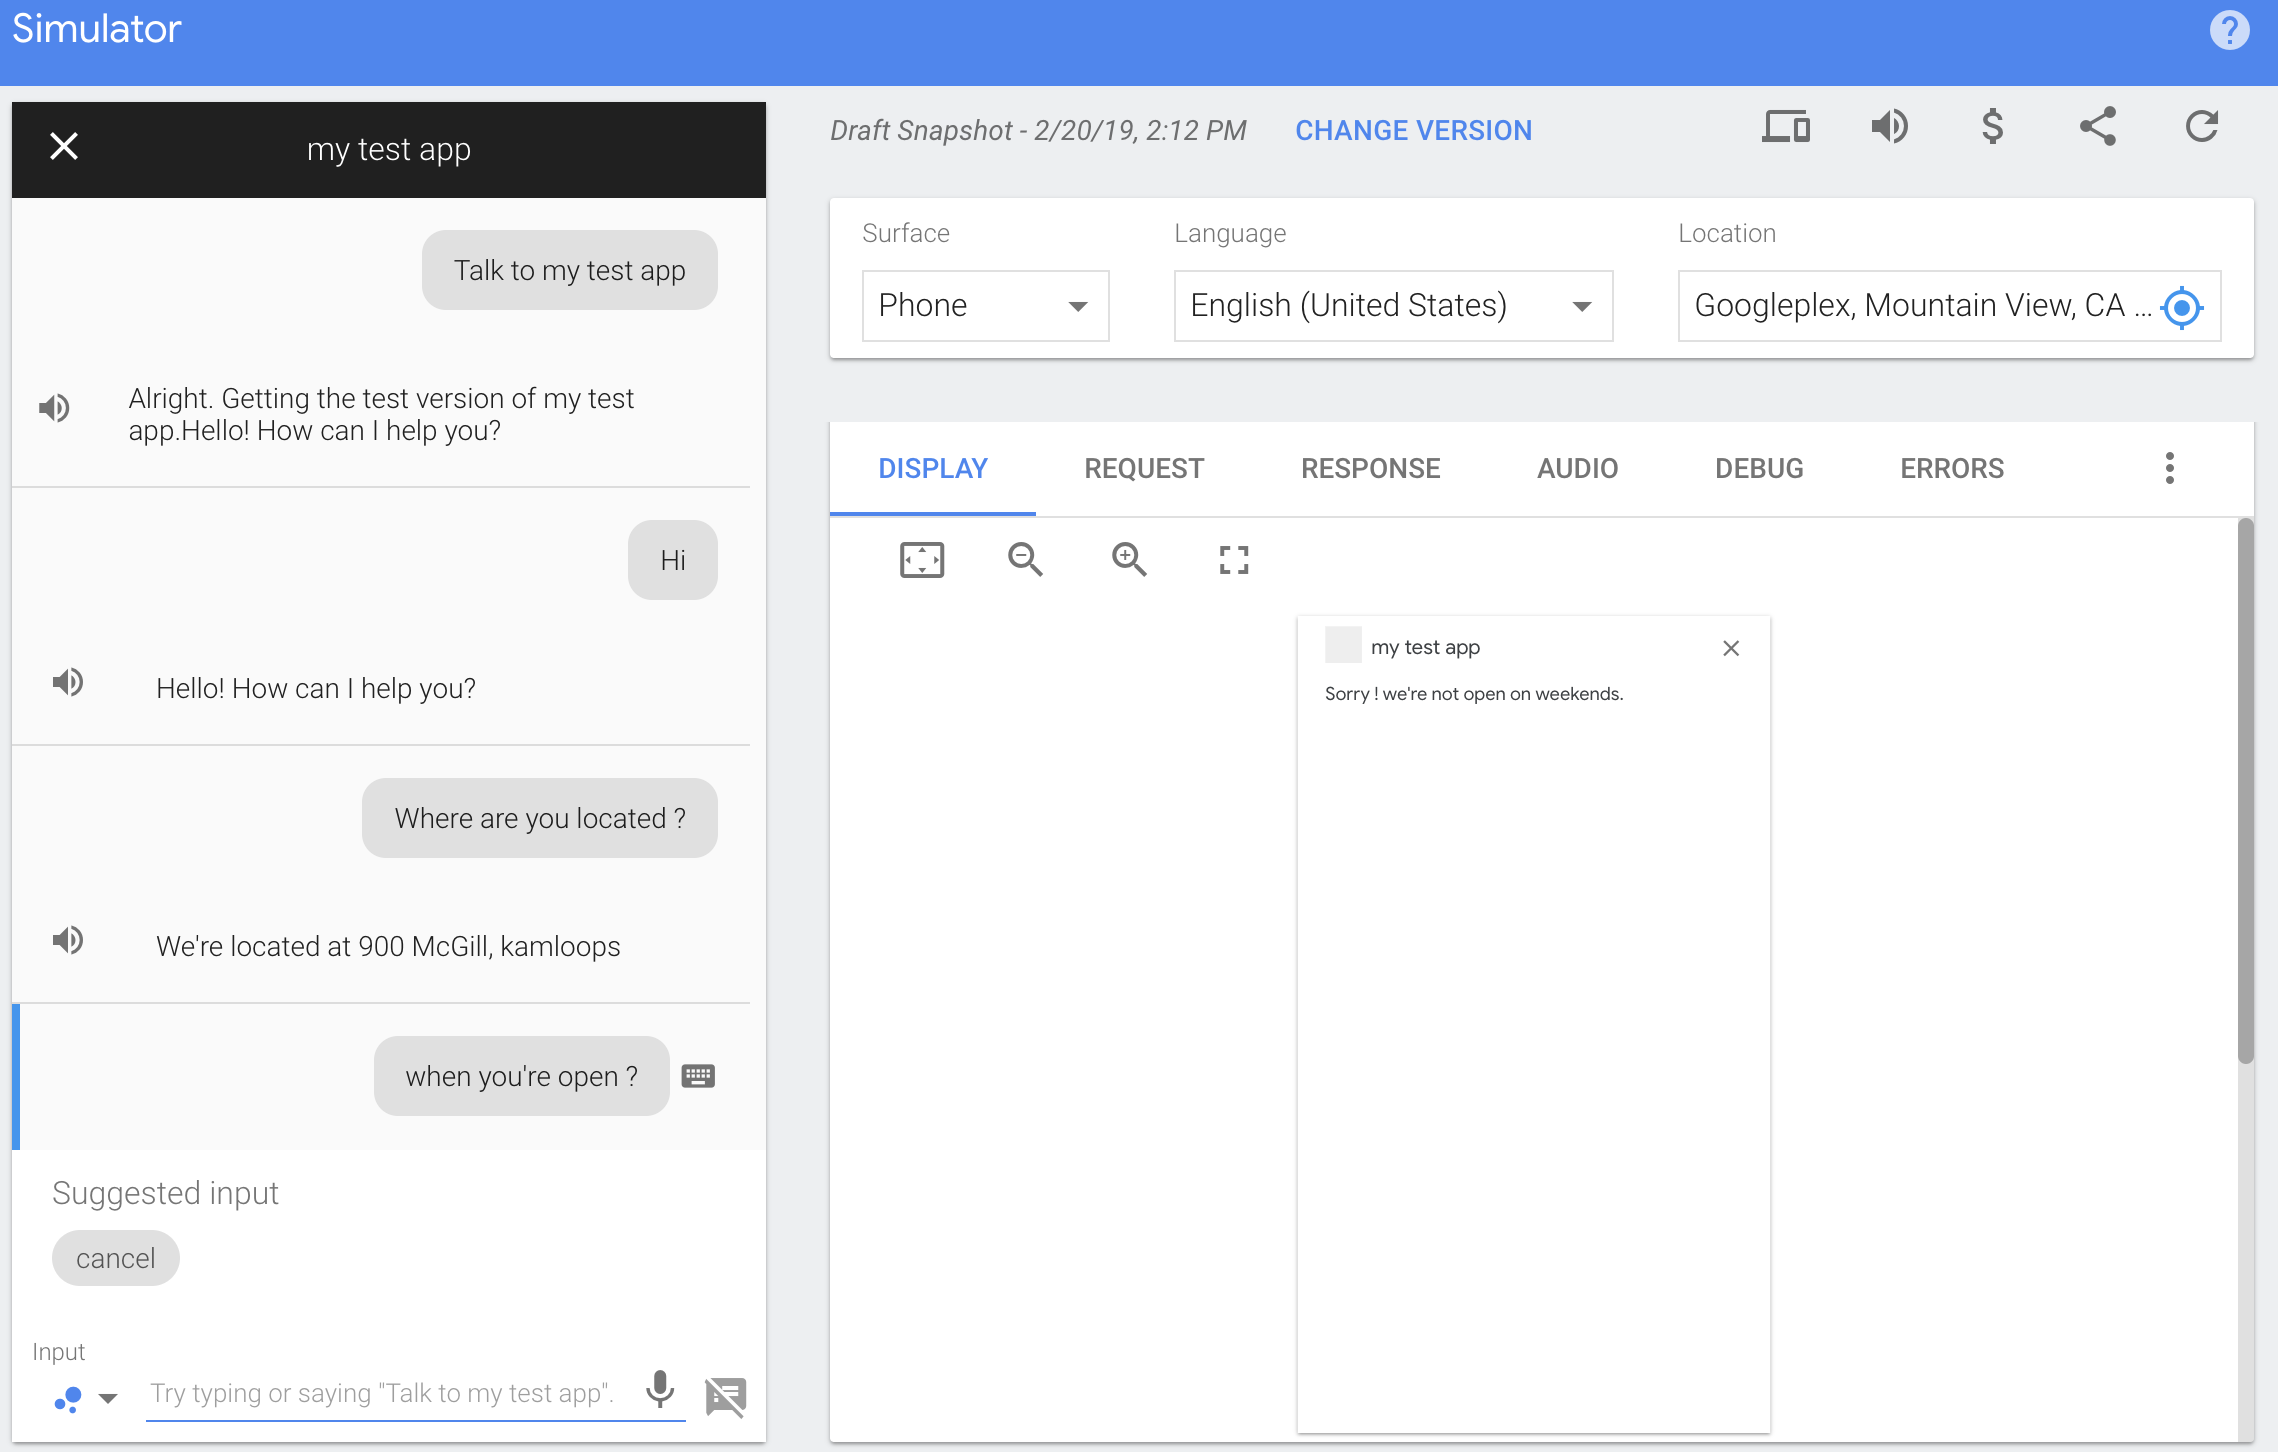 Simulator
my test app
Talk to my test app
Alright. Getting the test version of my test
app.Hello! How can I help you?
Hi
Hello! How can I help you?
Where are you located ?
We're located at 900 McGill, kamloops
when you're open ?
Suggested input
cancel
Input
Try typing or saying "Talk to my test app".
Draft Snapshot - 2/20/19, 2:12 PM CHANGE VERSION
Surface Language Location
Phone English (United States) Googleplex, Mountain View, CA ...
DISPLAY REQUEST RESPONSE AUDIO DEBUG ERRORS
my test app
Sorry ! we're not open on weekends.